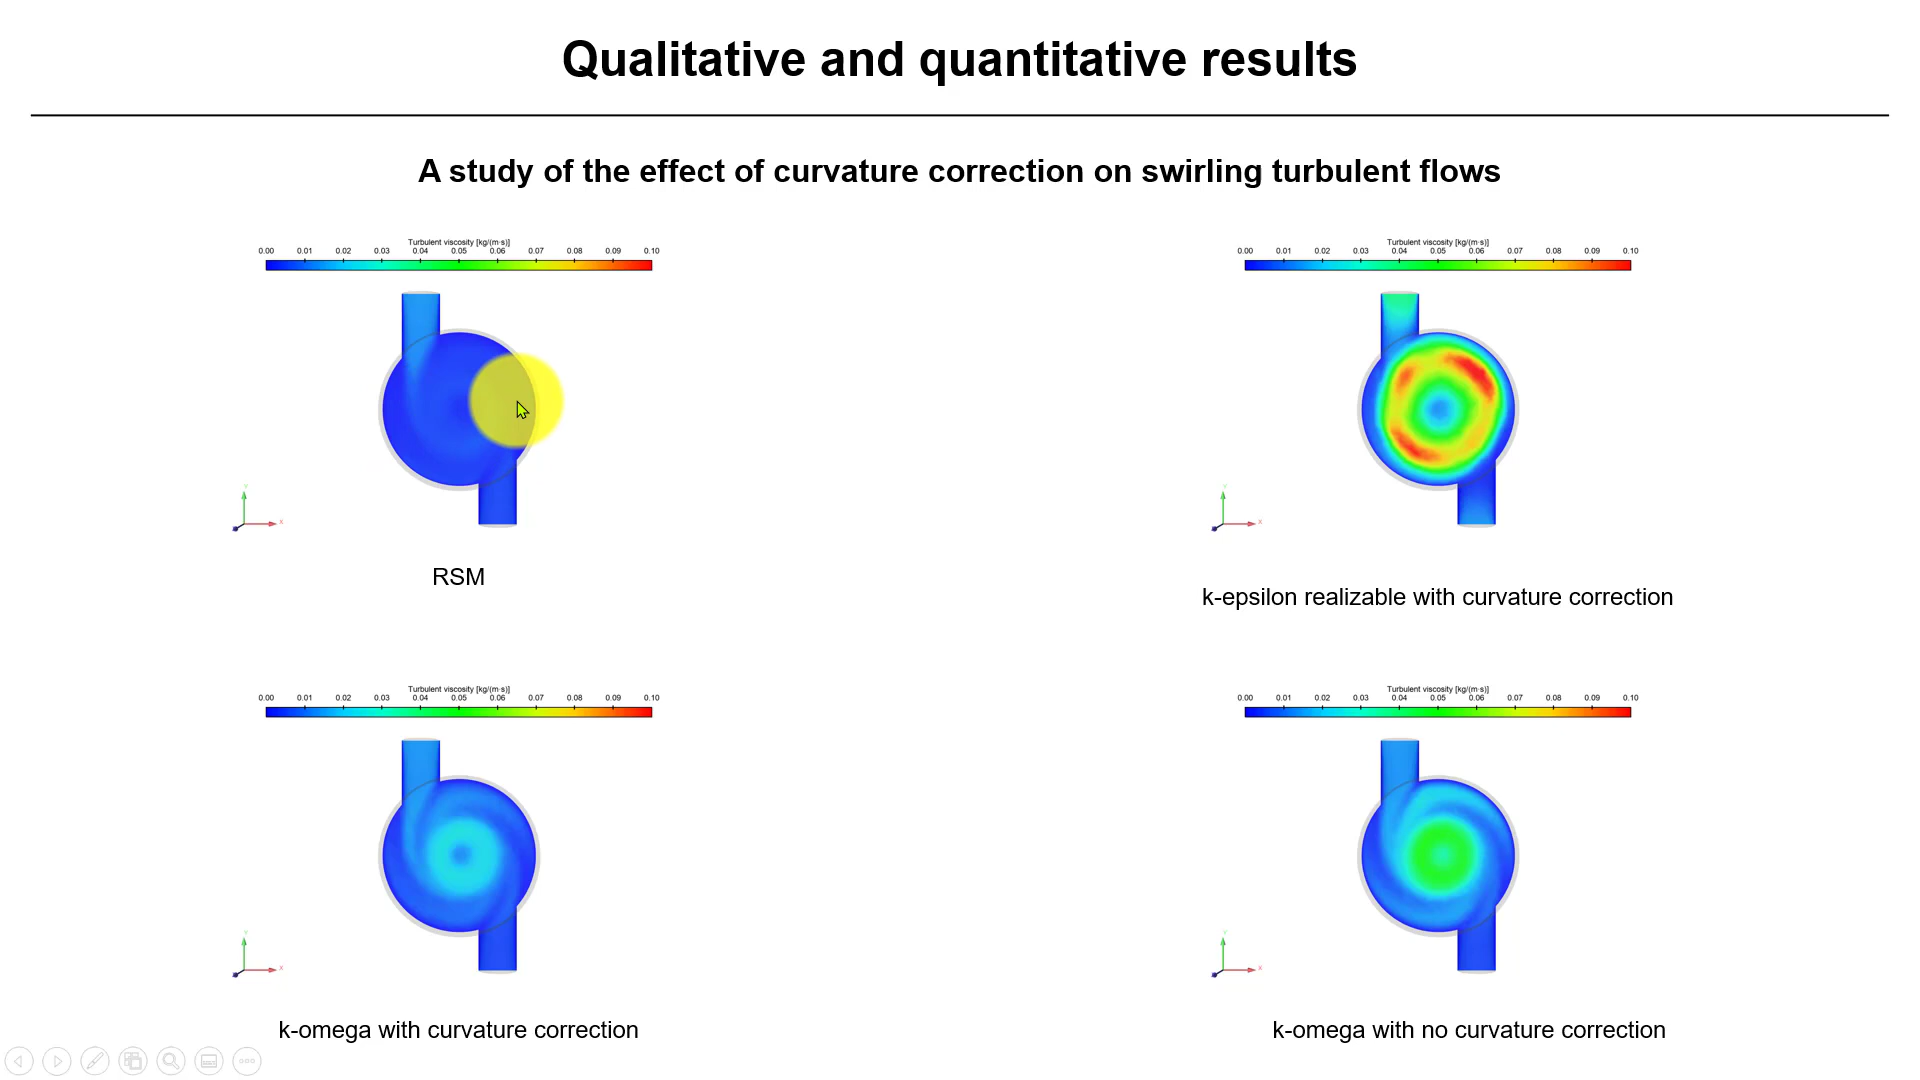 Qualitative and quantitative results
A study of the effect of curvature correction on swirling turbulent flows
Turbulent viscosity [kg/(m·s)]
0.00 0.01 0.02 0.03 0.04 0.05 0.06 0.07 0.08 0.09 0.10
Y
X
RSM
Turbulent viscosity [kg/(m·s)]
0.00 0.01 0.02 0.03 0.04 0.05 0.06 0.07 0.08 0.09 0.10
Y
X
k-epsilon realizable with curvature correction
Turbulent viscosity [kg/(m·s)]
0.00 0.01 0.02 0.03 0.04 0.05 0.06 0.07 0.08 0.09 0.10
Y
X
k-omega with curvature correction
Turbulent viscosity [kg/(m·s)]
0.00 0.01 0.02 0.03 0.04 0.05 0.06 0.07 0.08 0.09 0.10
Y
X
k-omega with no curvature correction